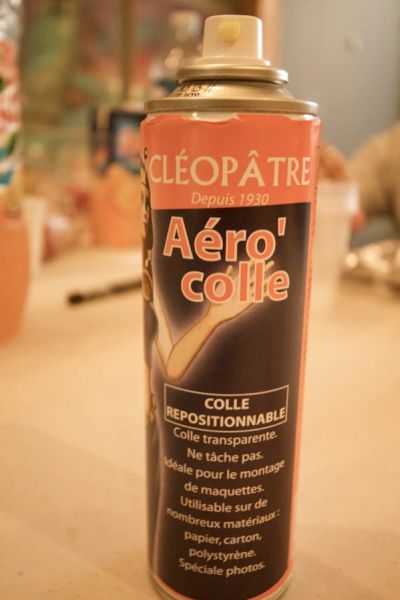 CLÉOPÂTRE
Depuis 1930
Aéro'
colle
COLLE
REPOSITIONNABLE
Colle transparente.
Ne tâche pas.
Idéale pour le montage
de maquettes.
Utilisable sur de
nombreux matériaux :
papier, carton,
polystyrène.
Spéciale photos.